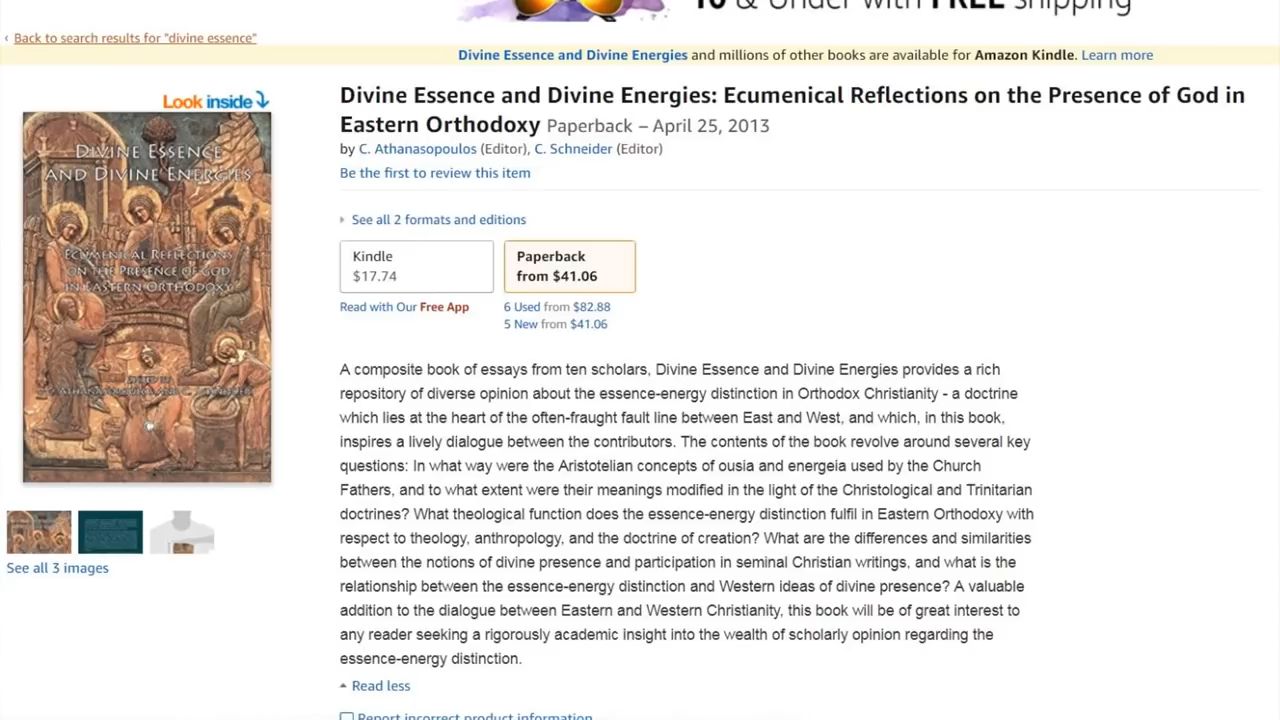 10 & Under with FREE shipping
‹ Back to search results for "divine essence"
Divine Essence and Divine Energies and millions of other books are available for Amazon Kindle. Learn more
Look inside
Divine Essence and Divine Energies: Ecumenical Reflections on the Presence of God in
Eastern Orthodoxy Paperback – April 25, 2013
by C. Athanasopoulos (Editor), C. Schneider (Editor)
Be the first to review this item
See all 2 formats and editions
Kindle
$17.74
Paperback
from $41.06
Read with Our Free App
6 Used from $82.88
5 New from $41.06
DIVINE ESSENCE
AND DIVINE ENERGIES
ECUMENICAL REFLECTIONS
ON THE PRESENCE OF GOD
IN EASTERN ORTHODOXY
A composite book of essays from ten scholars, Divine Essence and Divine Energies provides a rich
repository of diverse opinion about the essence-energy distinction in Orthodox Christianity - a doctrine
which lies at the heart of the often-fraught fault line between East and West, and which, in this book,
inspires a lively dialogue between the contributors. The contents of the book revolve around several key
questions: In what way were the Aristotelian concepts of ousia and energeia used by the Church
Fathers, and to what extent were their meanings modified in the light of the Christological and Trinitarian
doctrines? What theological function does the essence-energy distinction fulfil in Eastern Orthodoxy with
respect to theology, anthropology, and the doctrine of creation? What are the differences and similarities
between the notions of divine presence and participation in seminal Christian writings, and what is the
relationship between the essence-energy distinction and Western ideas of divine presence? A valuable
addition to the dialogue between Eastern and Western Christianity, this book will be of great interest to
any reader seeking a rigorously academic insight into the wealth of scholarly opinion regarding the
essence-energy distinction.
Read less
See all 3 images
Report incorrect product information